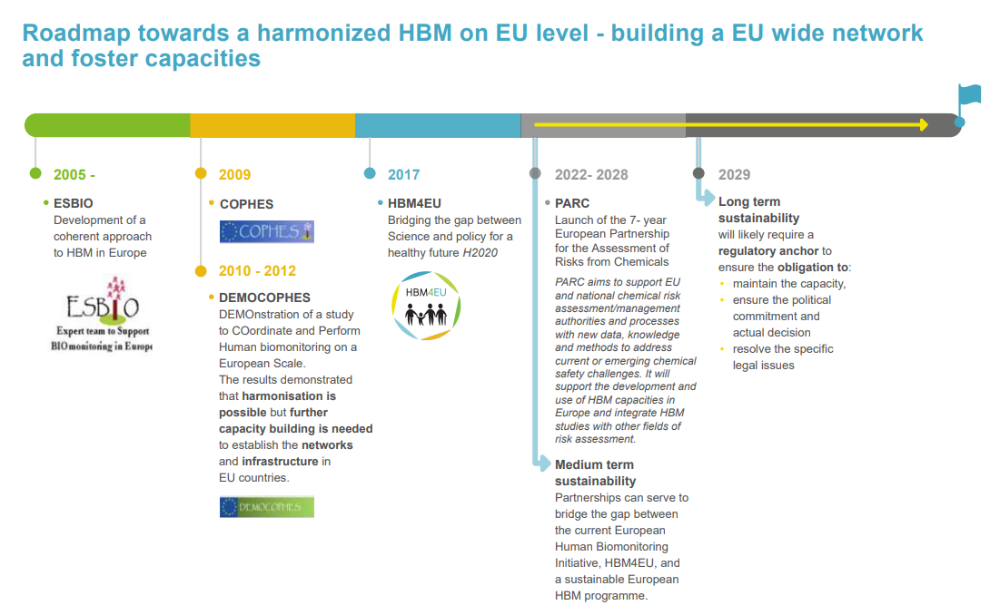 Roadmap towards a harmonized HBM on EU level - building a EU wide network
and foster capacities
2005 -
• ESBIO
Development of a
coherent approach
to HBM in Europe
ESBIO
Expert team to Support
BIOmonitoring in Europe
2009
• COPHES
COPHES
2010 - 2012
• DEMOCOPHES
DEMOnstration of a study
to COordinate and Perform
Human biomonitoring on a
European Scale.
The results demonstrated
that harmonisation is
possible but further
capacity building is needed
to establish the networks
and infrastructure in
EU countries.
DEMOCOPHES
2017
• HBM4EU
Bridging the gap between
Science and policy for a
healthy future H2020
HBM4EU
2022- 2028
• PARC
Launch of the 7- year
European Partnership
for the Assessment of
Risks from Chemicals
PARC aims to support EU
and national chemical risk
assessment/management
authorities and processes
with new data, knowledge
and methods to address
current or emerging chemical
safety challenges. It will
support the development and
use of HBM capacities in
Europe and integrate HBM
studies with other fields of
risk assessment.
Medium term
sustainability
Partnerships can serve to
bridge the gap between
the current European
Human Biomonitoring
Initiative, HBM4EU, and
a sustainable European
HBM programme.
2029
Long term
sustainability
will likely require a
regulatory anchor to
ensure the obligation to:
• maintain the capacity,
• ensure the political
commitment and
actual decision
• resolve the specific
legal issues